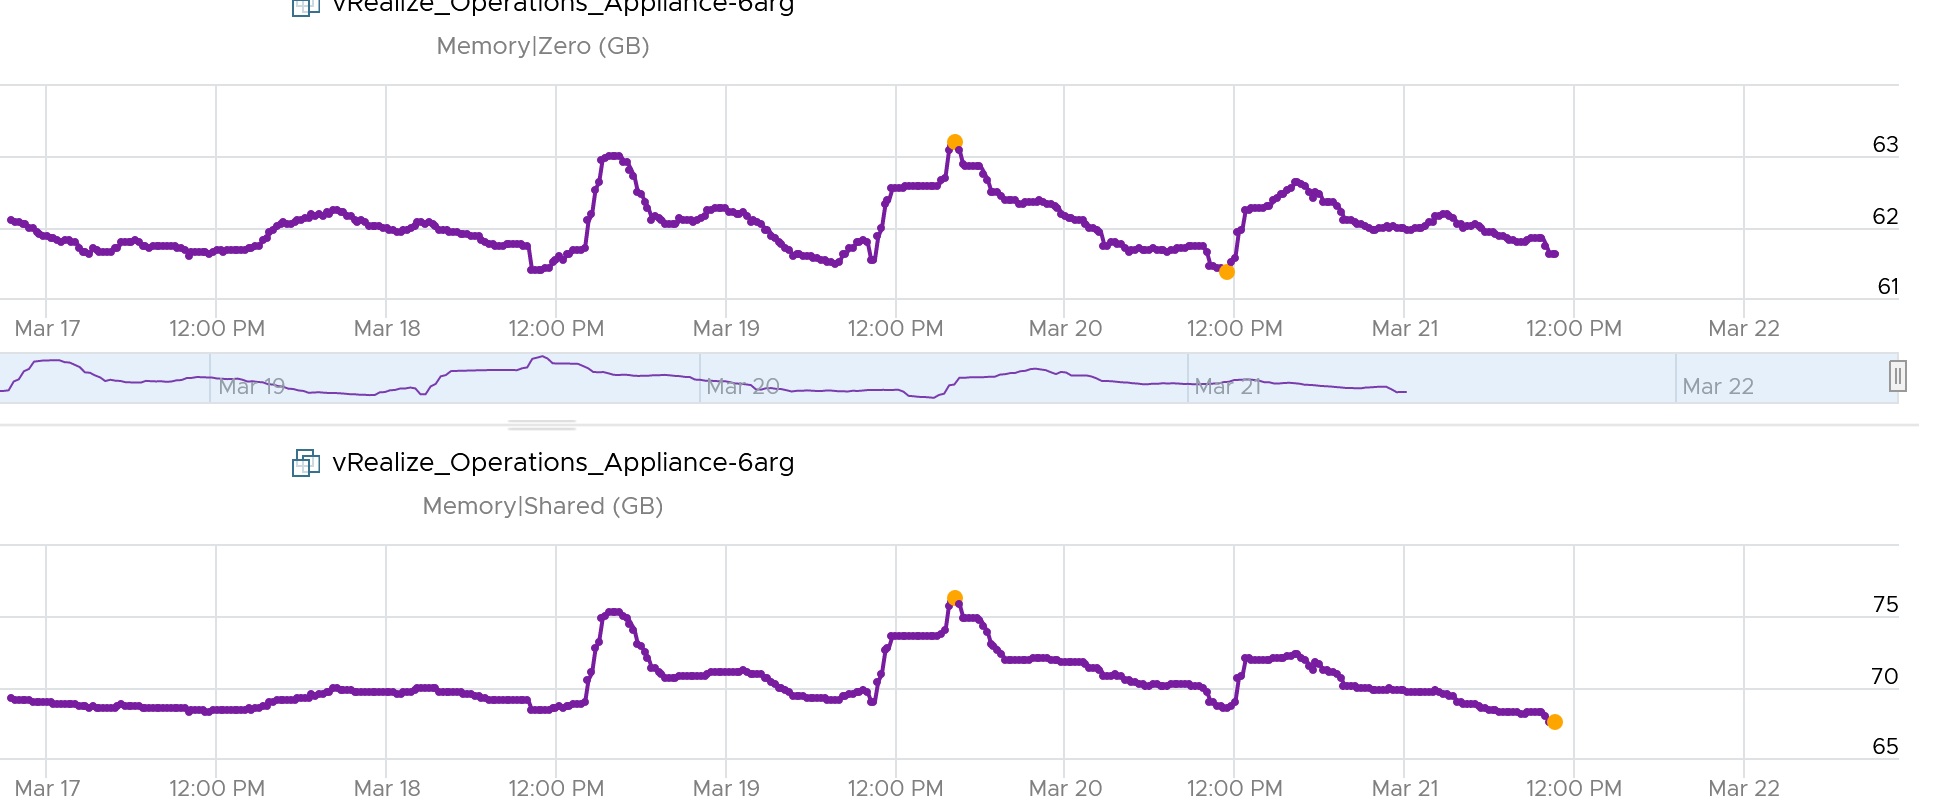 vRealize_Operations_Appliance-6arg
Memory|Zero (GB)
63
62
61
Mar 17 12:00 PM Mar 18 12:00 PM Mar 19 12:00 PM Mar 20 12:00 PM Mar 21 12:00 PM Mar 22
Mar 19 Mar 20 Mar 21 Mar 22
vRealize_Operations_Appliance-6arg
Memory|Shared (GB)
75
70
65
Mar 17 12:00 PM Mar 18 12:00 PM Mar 19 12:00 PM Mar 20 12:00 PM Mar 21 12:00 PM Mar 22